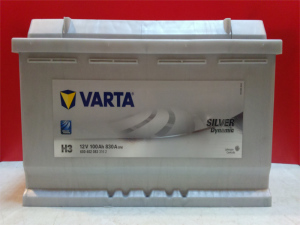 VARTA
SILVER
Dynamic
H3 12V 100Ah 830A